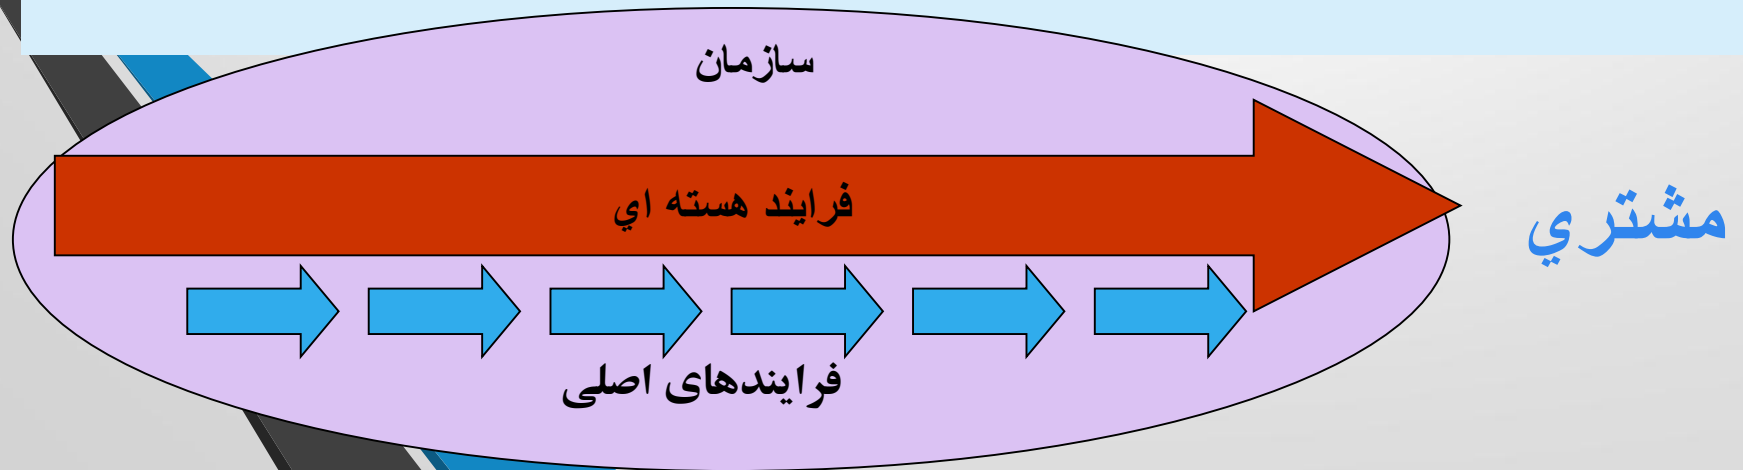 سازمان
فرايند هسته اي
مشتري
فرایندهای اصلی